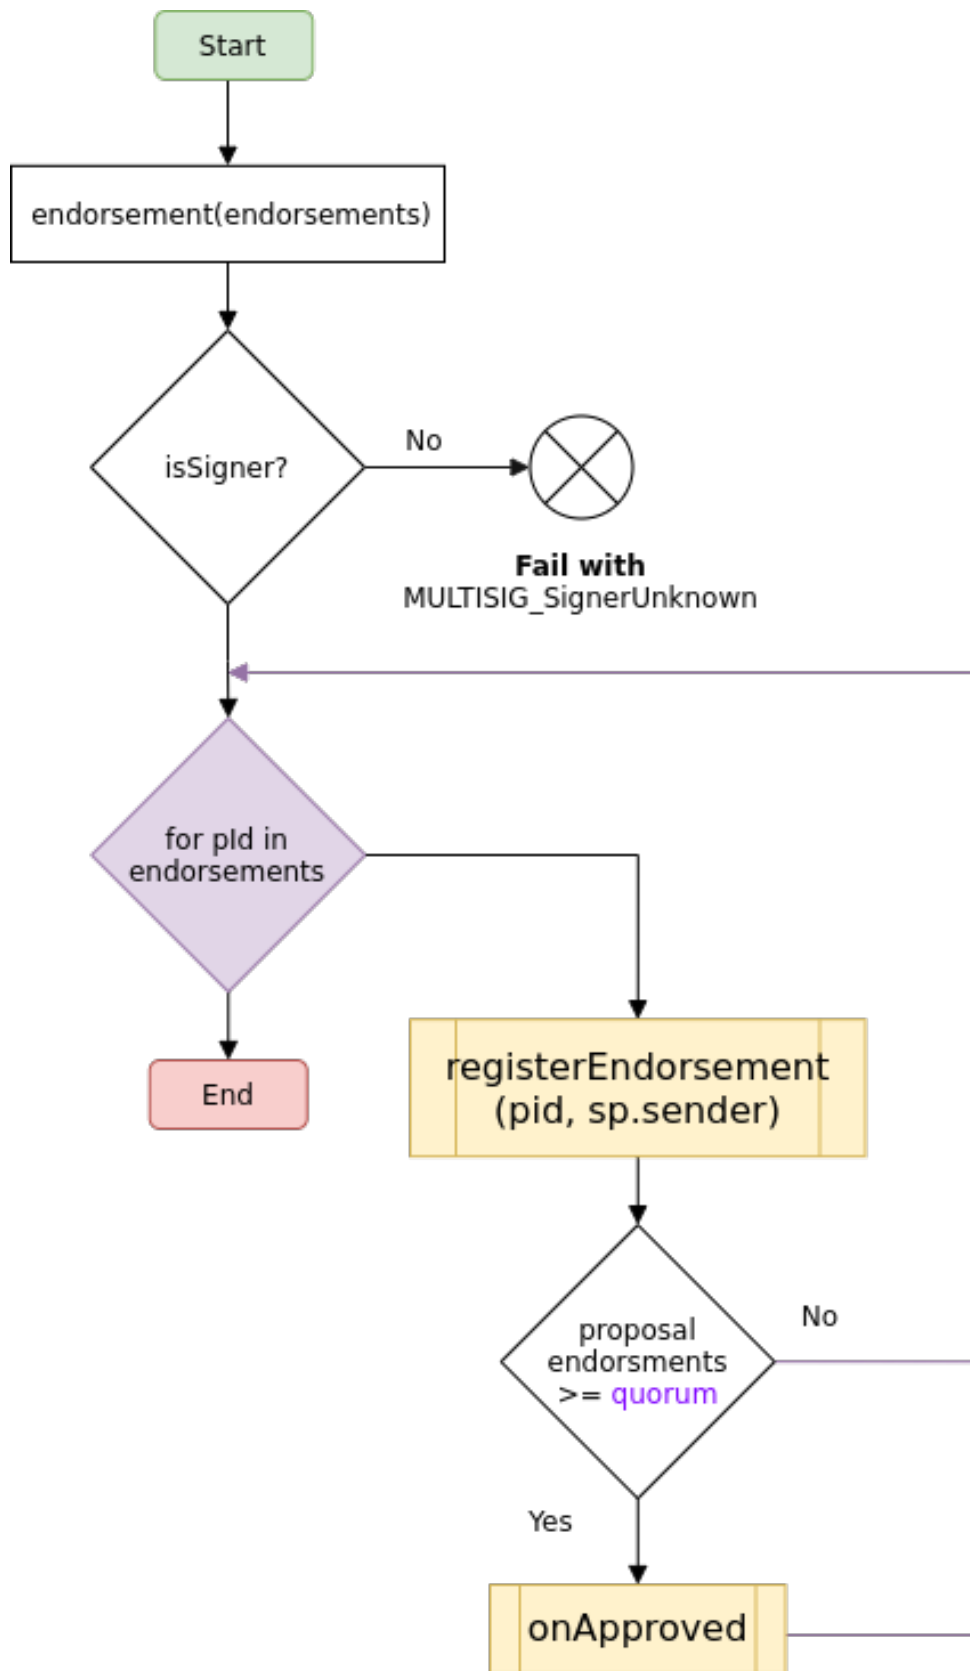 Start
endorsement(endorsements)
isSigner?
No
Fail with
MULTISIG_SignerUnknown
for pId in
endorsements
End
registerEndorsement
(pid, sp.sender)
proposal
endorsments
>= quorum
No
Yes
onApproved